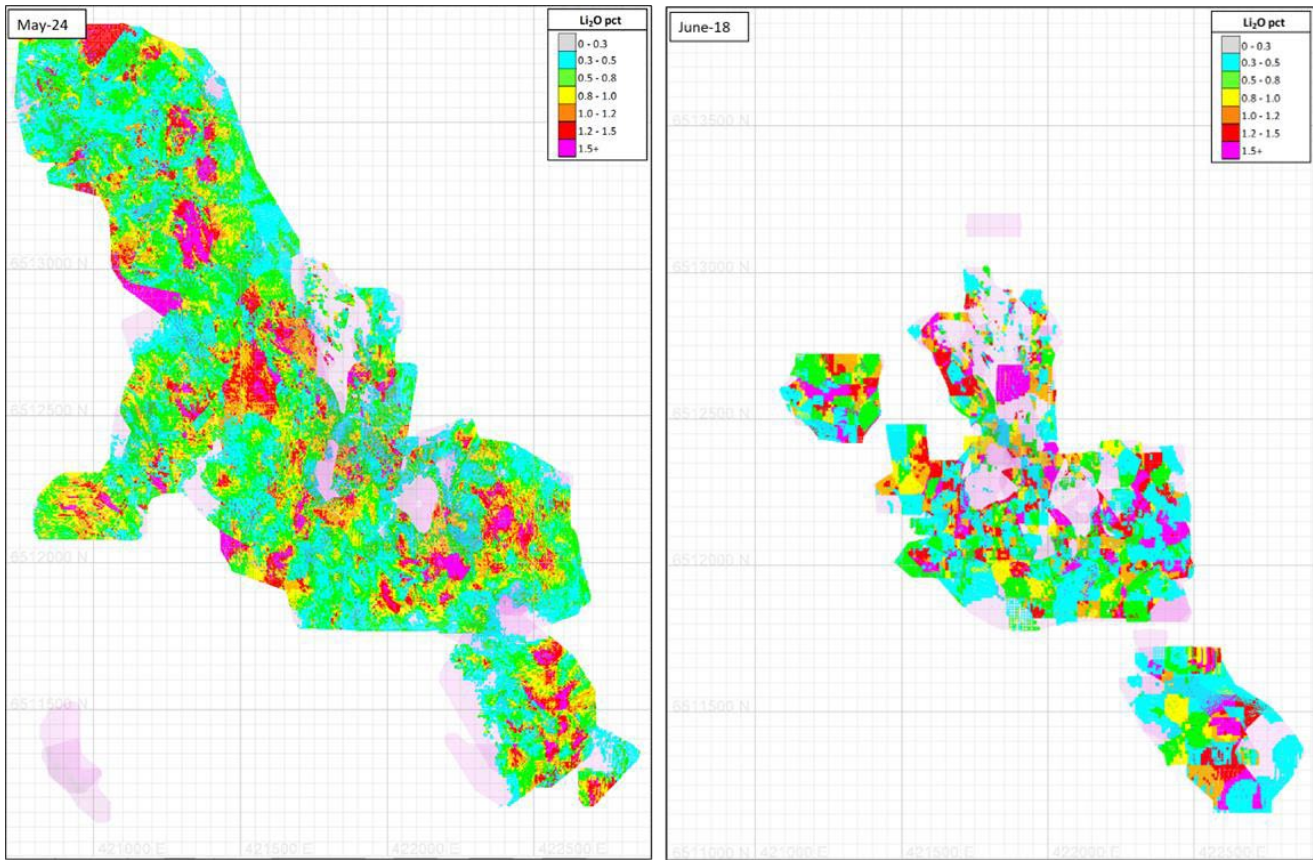 May-24
Li₂O pct
0 - 0.3
0.3 - 0.5
0.5 - 0.8
0.8 - 1.0
1.0 - 1.2
1.2 - 1.5
1.5+
6513000 N
6512500 N
6512000 N
6511500 N
421000 E
421500 E
422000 E
422500 E
June-18
Li₂O pct
0 - 0.3
0.3 - 0.5
0.5 - 0.8
0.8 - 1.0
1.0 - 1.2
1.2 - 1.5
1.5+
6513500 N
6513000 N
6512500 N
6511500 N
6511000 N
421000 E
421500 E
422000 E
422500 E